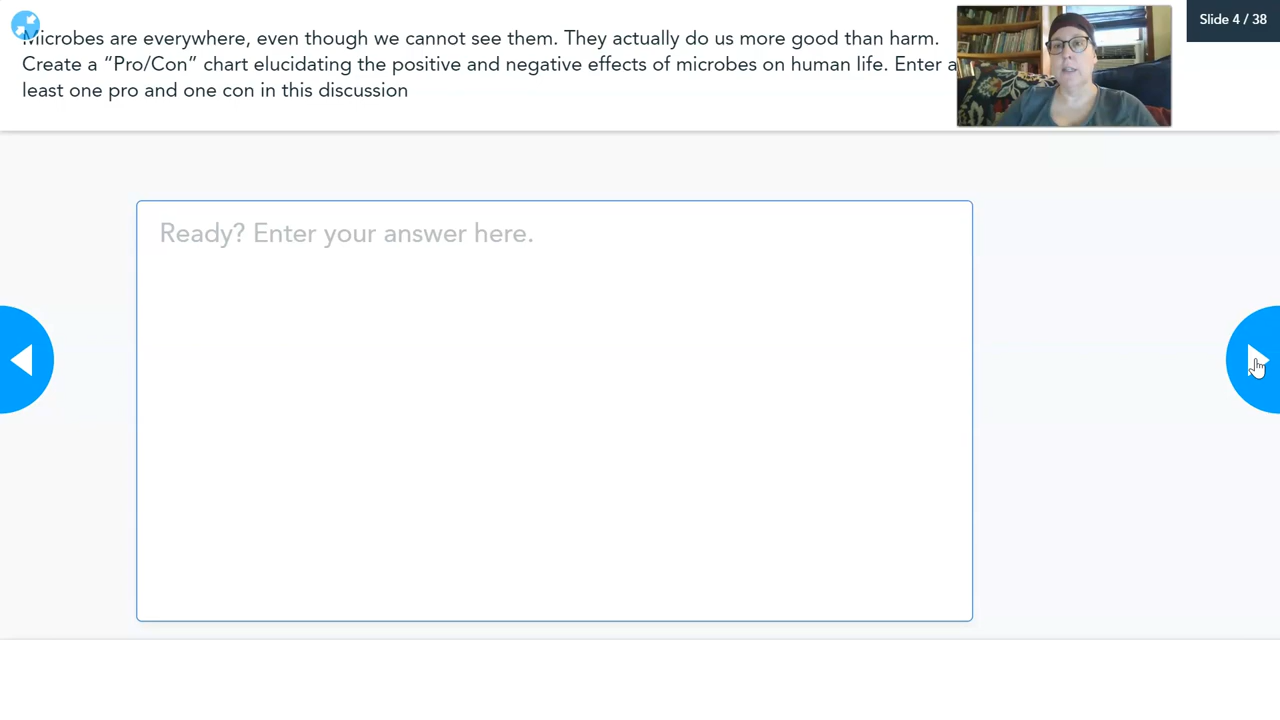 Microbes are everywhere, even though we cannot see them. They actually do us more good than harm.
Create a “Pro/Con” chart elucidating the positive and negative effects of microbes on human life. Enter a
least one pro and one con in this discussion
Slide 4 / 38
Ready? Enter your answer here.